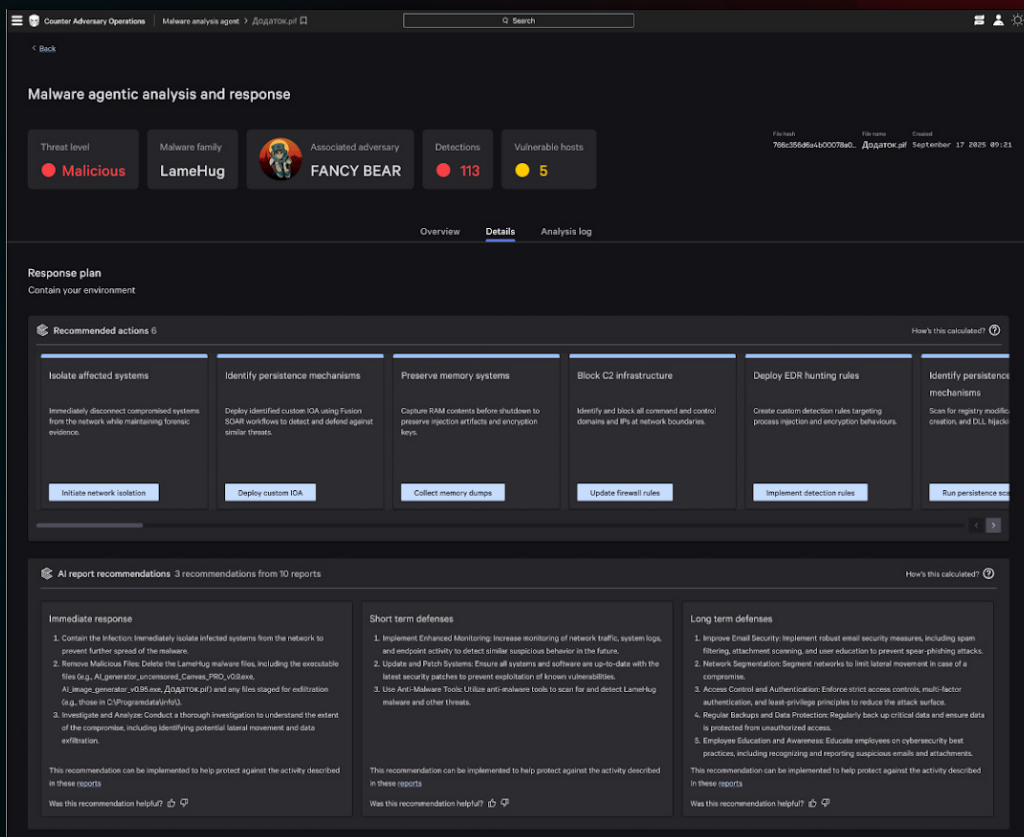 Counter Adversary Operations
Malware analysis agent > Додаток.pif
Search
< Back
Malware agentic analysis and response
Threat level
Malicious
Malware family
LameHug
Associated adversary
FANCY BEAR
Detections
113
Vulnerable hosts
5
File hash
File name
Додаток.pif
Created
September 17 2025 09:21
Overview
Details
Analysis log
Response plan
Contain your environment
Recommended actions 6
How's this calculated?
Isolate affected systems
Immediately disconnect compromised systems
from the network while maintaining forensic
evidence.
Initiate network isolation
Identify persistence mechanisms
Deploy identified custom IOA using Fusion
SOAR workflows to detect and defend against
similar threats.
Deploy custom IOA
Preserve memory systems
Capture RAM contents before shutdown to
preserve injection artifacts and encryption
keys.
Collect memory dumps
Block C2 infrastructure
Identify and block all command and control
domains and IPs at network boundaries.
Update firewall rules
Deploy EDR hunting rules
Create custom detection rules targeting
process injection and encryption behaviours.
Implement detection rules
Identify persistence
mechanisms
Scan for registry modific
creation, and DLL hijacki
Run persistence sca
AI report recommendations 3 recommendations from 10 reports
How's this calculated?
Immediate response
1. Contain the Infection: Immediately isolate infected systems from the network to
prevent further spread of the malware.
2. Remove Malicious Files: Delete the LameHug malware files, including the executable
files (e.g., AI_generator_uncensored_Canvas_PRO_v0.9.exe,
AI_image_generator_v0.95.exe, Додаток.pif) and any files staged for exfiltration
(e.g., those in C:\Programdata\info\).
3. Investigate and Analyze: Conduct a thorough investigation to understand the extent
of the compromise, including identifying potential lateral movement and data
exfiltration.
This recommendation can be implemented to help protect against the activity described
in these reports
Was this recommendation helpful?
Short term defenses
1. Implement Enhanced Monitoring: Increase monitoring of network traffic, system logs,
and endpoint activity to detect similar suspicious behavior in the future.
2. Update and Patch Systems: Ensure all systems and software are up-to-date with the
latest security patches to prevent exploitation of known vulnerabilities.
3. Use Anti-Malware Tools: Utilize anti-malware tools to scan for and detect LameHug
malware and other threats.
This recommendation can be implemented to help protect against the activity described
in these reports
Was this recommendation helpful?
Long term defenses
1. Improve Email Security: Implement robust email security measures, including spam
filtering, attachment scanning, and user education to prevent spear-phishing attacks.
2. Network Segmentation: Segment networks to limit lateral movement in case of a
compromise.
3. Access Control and Authentication: Enforce strict access controls, multi-factor
authentication, and least-privilege principles to reduce the attack surface.
4. Regular Backups and Data Protection: Regularly back up critical data and ensure data
is protected from unauthorized access.
5. Employee Education and Awareness: Educate employees on cybersecurity best
practices, including recognizing and reporting suspicious emails and attachments.
This recommendation can be implemented to help protect against the activity described
in these reports
Was this recommendation helpful?